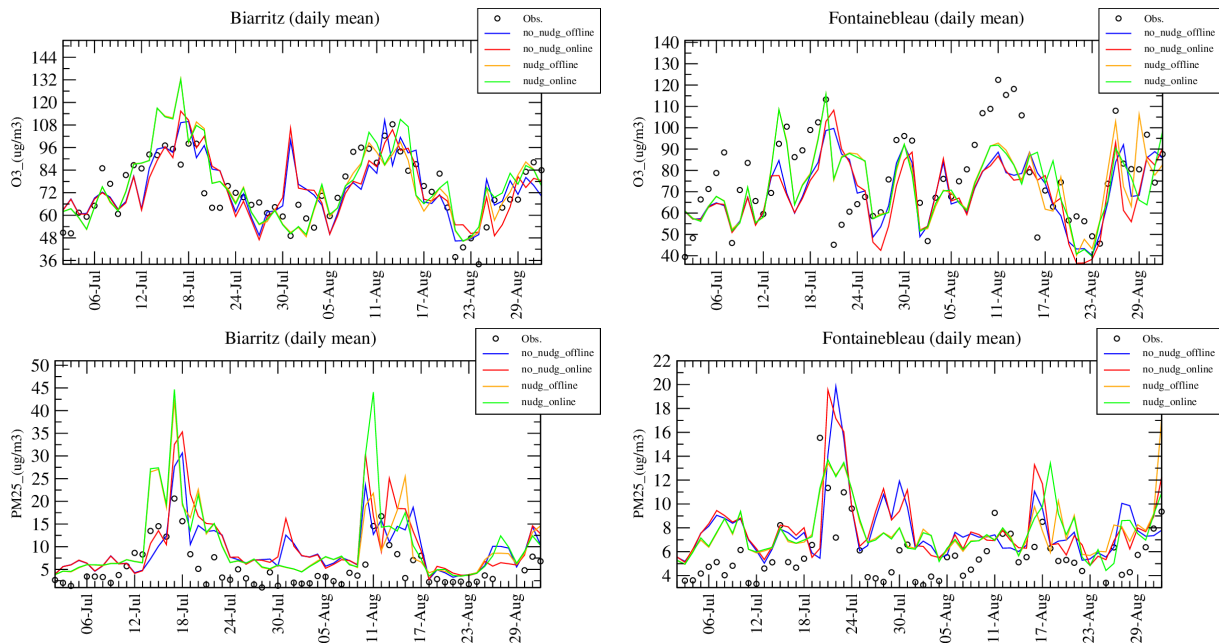 Biarritz (daily mean)
Obs.
no_nudg_offline
no_nudg_online
nudg_offline
nudg_online
O3_(ug/m3)
144
132
120
108
96
84
72
60
48
36
06-Jul
12-Jul
18-Jul
24-Jul
30-Jul
05-Aug
11-Aug
17-Aug
23-Aug
29-Aug
Fontainebleau (daily mean)
Obs.
no_nudg_offline
no_nudg_online
nudg_offline
nudg_online
O3_(ug/m3)
140
130
120
110
100
90
80
70
60
50
40
06-Jul
12-Jul
18-Jul
24-Jul
30-Jul
05-Aug
11-Aug
17-Aug
23-Aug
29-Aug
Biarritz (daily mean)
Obs.
no_nudg_offline
no_nudg_online
nudg_offline
nudg_online
PM25_(ug/m3)
50
45
40
35
30
25
20
15
10
5
06-Jul
12-Jul
18-Jul
24-Jul
30-Jul
05-Aug
11-Aug
17-Aug
23-Aug
29-Aug
Fontainebleau (daily mean)
Obs.
no_nudg_offline
no_nudg_online
nudg_offline
nudg_online
PM25_(ug/m3)
22
20
18
16
14
12
10
8
6
4
06-Jul
12-Jul
18-Jul
24-Jul
30-Jul
05-Aug
11-Aug
17-Aug
23-Aug
29-Aug